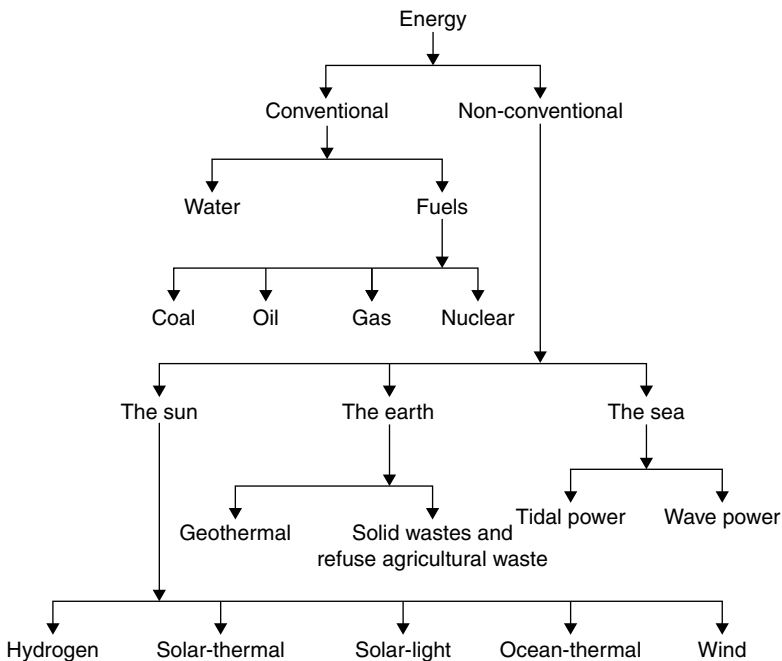 Energy
Conventional
Non-conventional
Water
Fuels
Coal
Oil
Gas
Nuclear
The sun
The earth
The sea
Geothermal
Solid wastes and
refuse agricultural waste
Tidal power
Wave power
Hydrogen
Solar-thermal
Solar-light
Ocean-thermal
Wind